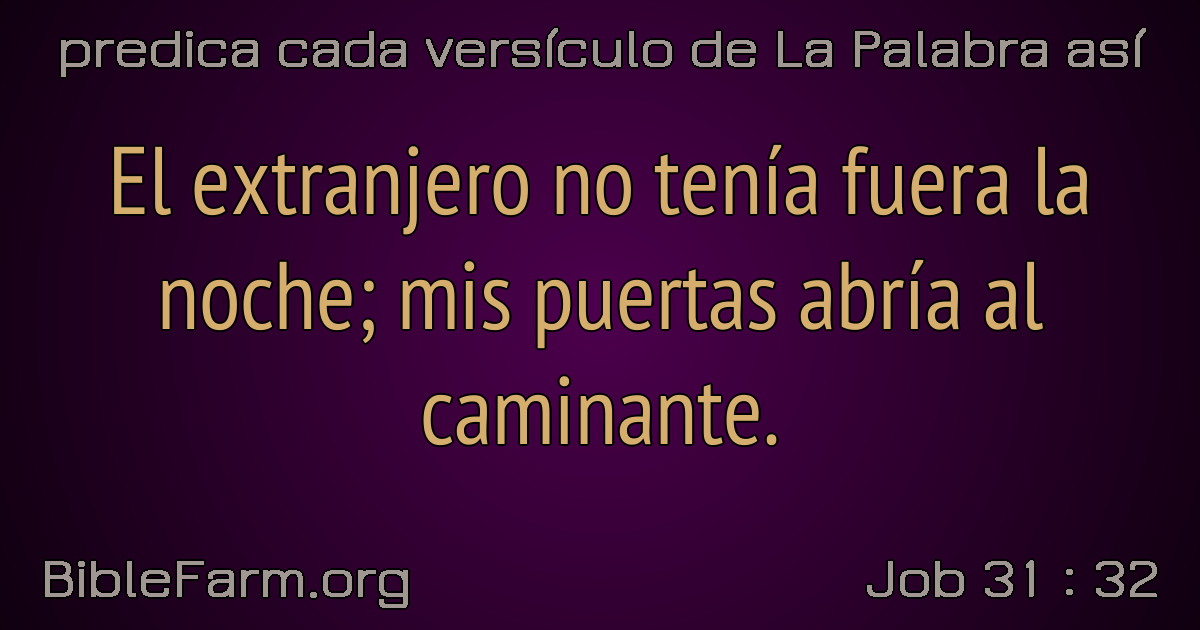 predica cada versículo de La Palabra así
El extranjero no tenía fuera la
noche; mis puertas abría al
caminante.
BibleFarm.org
Job 31 : 32